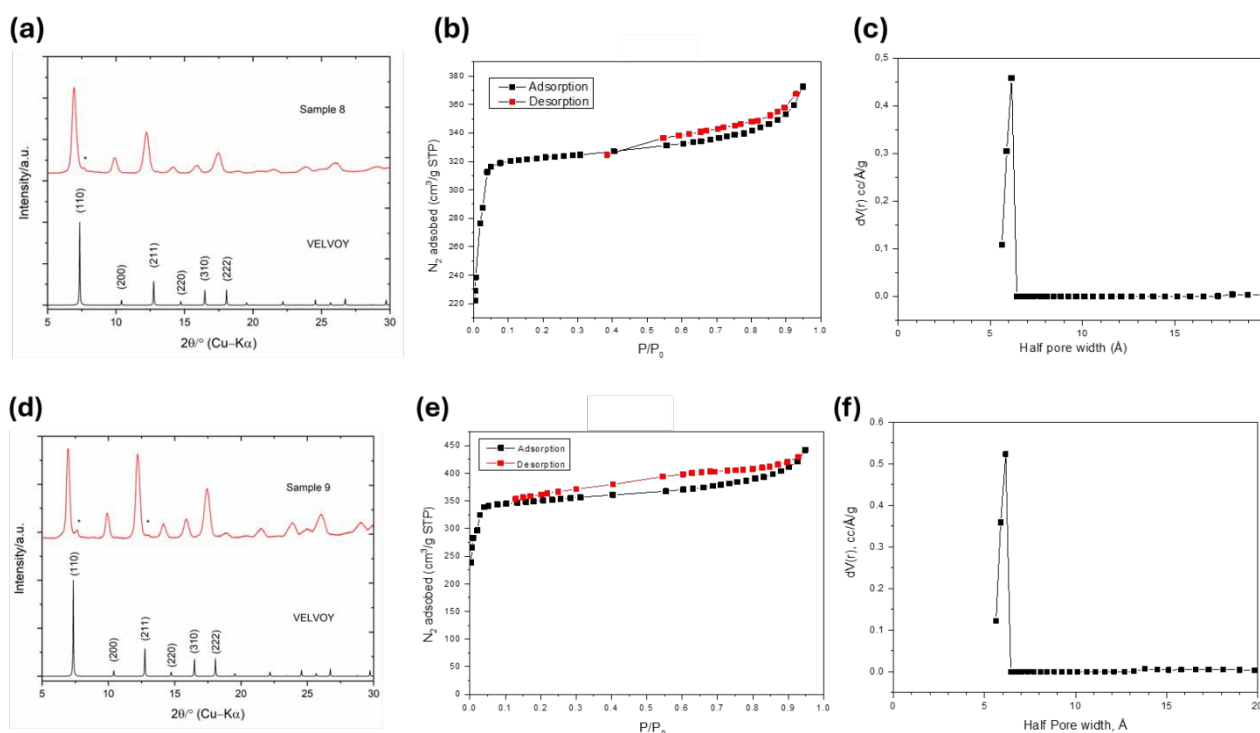 (a)
Intensity/a.u.
Sample 8
*
VELVOY
(110)
(200)
(211)
(220)
(310)
(222)
5 10 15 20 25 30
2θ/° (Cu–Kα)
(b)
N2 adsobed (cm³/g STP)
Adsorption
Desorption
380
360
340
320
300
280
260
240
220
0.0 0.1 0.2 0.3 0.4 0.5 0.6 0.7 0.8 0.9 1.0
P/P0
(c)
dV(r) cc/Å/g
0,5
0,4
0,3
0,2
0,1
0,0
0 5 10 15
Half pore width (Å)
(d)
Intensity/a.u.
Sample 9
* *
VELVOY
(110)
(200)
(211)
(220)
(310)
(222)
5 10 15 20 25 30
2θ/° (Cu–Kα)
(e)
N2 adsobed (cm³/g STP)
Adsorption
Desorption
450
400
350
300
250
200
150
100
50
0
0.0 0.1 0.2 0.3 0.4 0.5 0.6 0.7 0.8 0.9 1.0
P/P0
(f)
dV(r), cc/Å/g
0.6
0.5
0.4
0.3
0.2
0.1
0.0
0 5 10 15 20
Half Pore width, Å